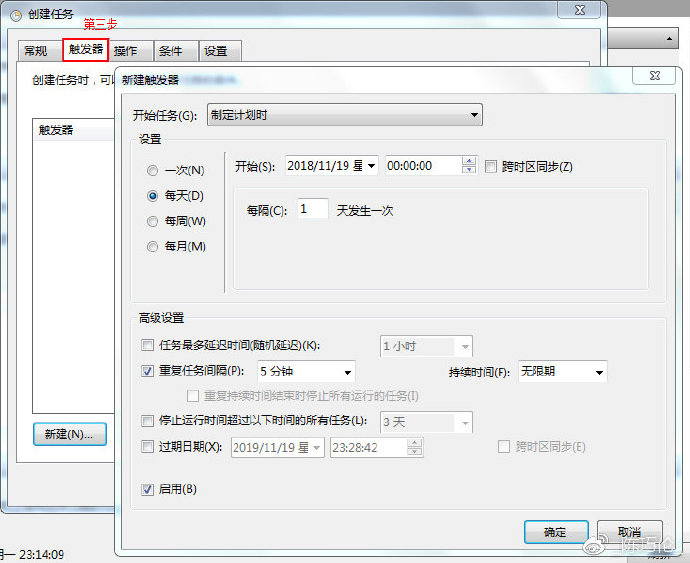 创建任务
第三步
常规 触发器 操作 条件 设置
创建任务时，可以
新建触发器
触发器
开始任务(G): 制定计划时
设置
一次(N)
每天(D)
每周(W)
每月(M)
开始(S): 2018/11/19 星 00:00:00 跨时区同步(Z)
每隔(C): 1 天发生一次
高级设置
任务最多延迟时间(随机延迟)(K): 1 小时
重复任务间隔(P): 5 分钟 持续时间(F): 无限期
重复持续时间结束时停止所有运行的任务(I)
停止运行时间超过以下时间的所有任务(L): 3 天
过期日期(X): 2019/11/19 星 23:28:42 跨时区同步(E)
启用(B)
新建(N)...
确定 取消
一 23:14:09